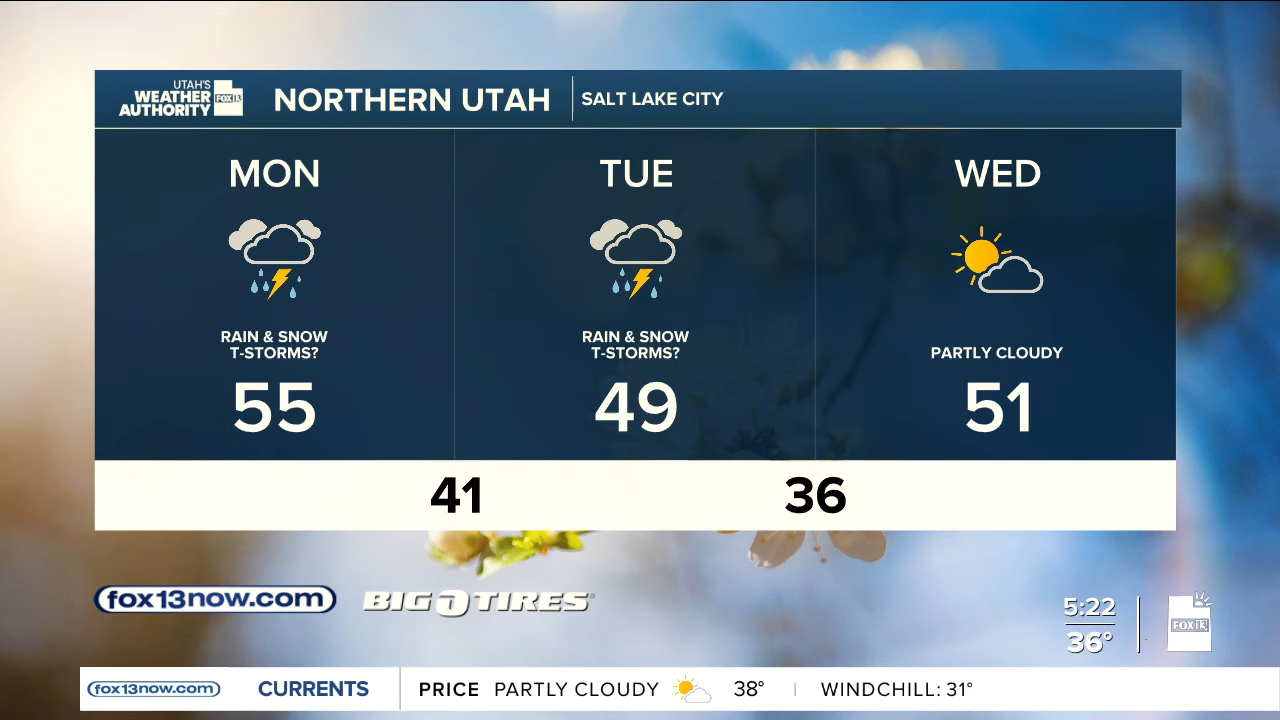 UTAH'S
WEATHER
AUTHORITY
FOX 13
NORTHERN UTAH
SALT LAKE CITY
MON
TUE
WED
RAIN & SNOW
T-STORMS?
RAIN & SNOW
T-STORMS?
PARTLY CLOUDY
55
49
51
41
36
fox13now.com
BIG O TIRES
5:22
36°
FOX 13
fox13now.com
CURRENTS
PRICE PARTLY CLOUDY 38° | WINDCHILL: 31°